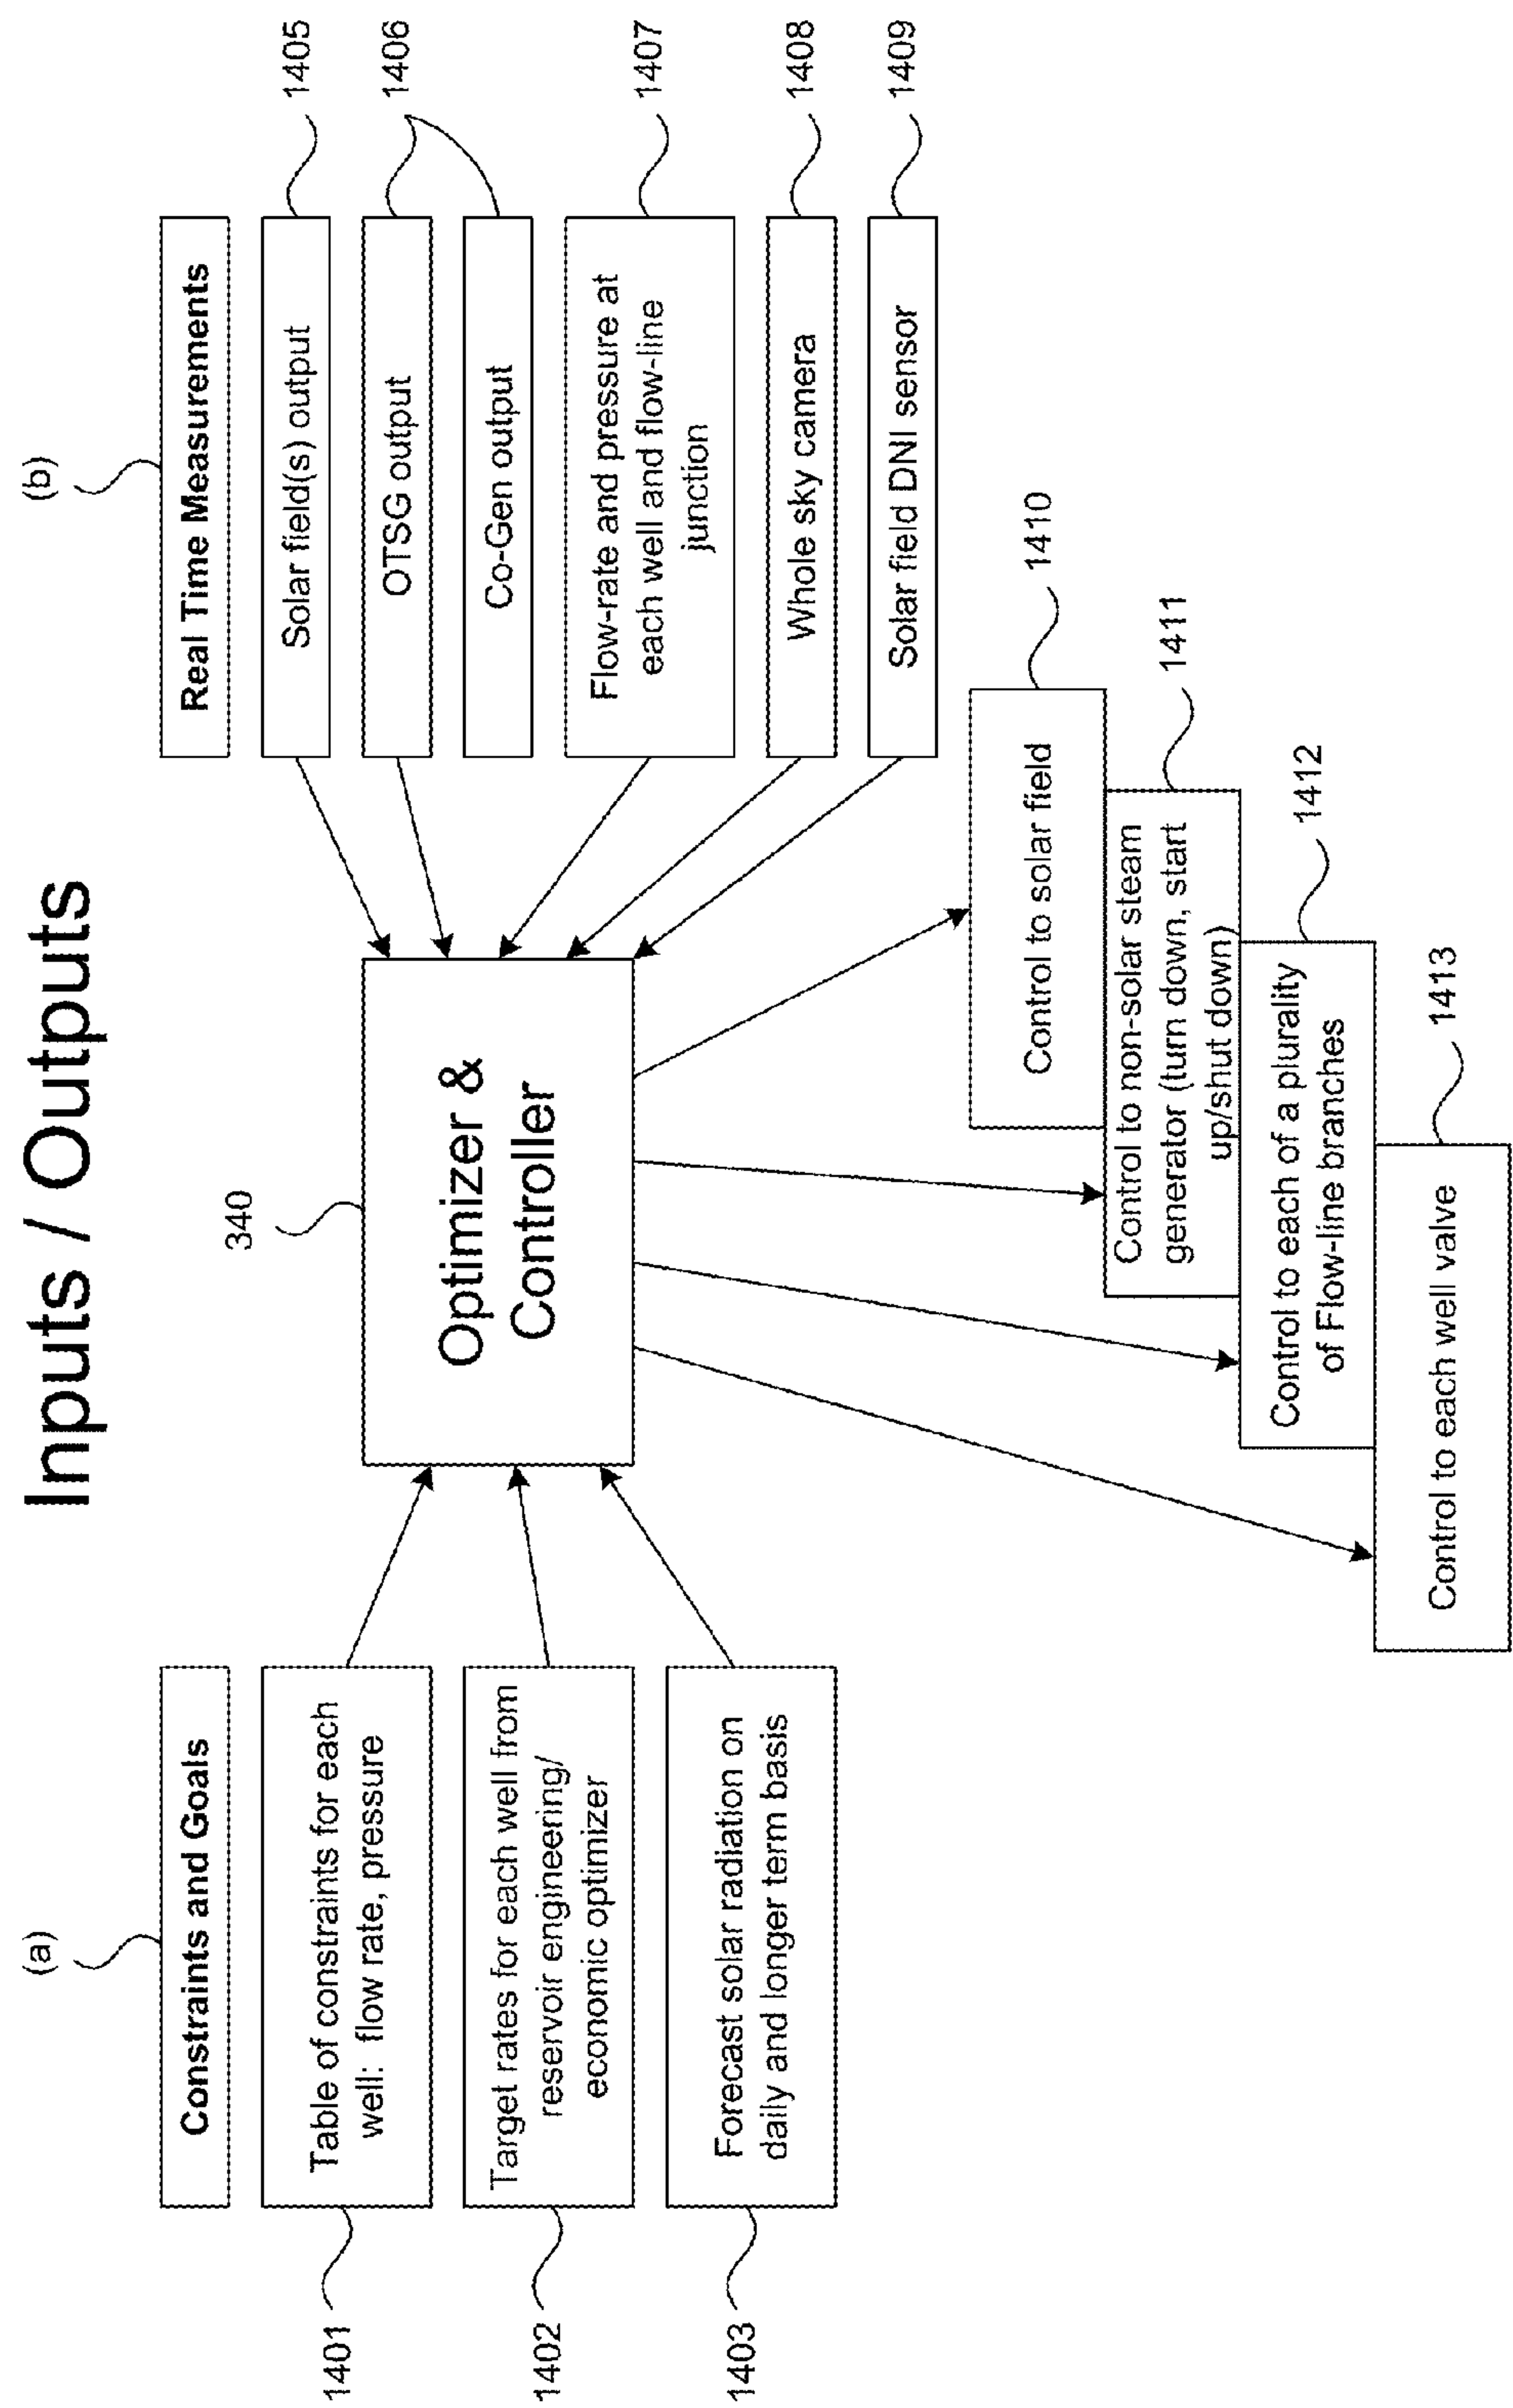 Inputs / Outputs
(a)
Constraints and Goals
1401
Table of constraints for each
well: flow rate, pressure
1402
Target rates for each well from
reservoir engineering/
economic optimizer
1403
Forecast solar radiation on
daily and longer term basis
340
Optimizer &
Controller
(b)
Real Time Measurements
Solar field(s) output
1405
OTSG output
1406
Co-Gen output
Flow-rate and pressure at
each well and flow-line
junction
1407
Whole sky camera
1408
Solar field DNI sensor
1409
Control to solar field
1410
Control to non-solar steam
generator (turn down, start
up/shut down)
1411
Control to each of a plurality
of Flow-line branches
1412
Control to each well valve
1413